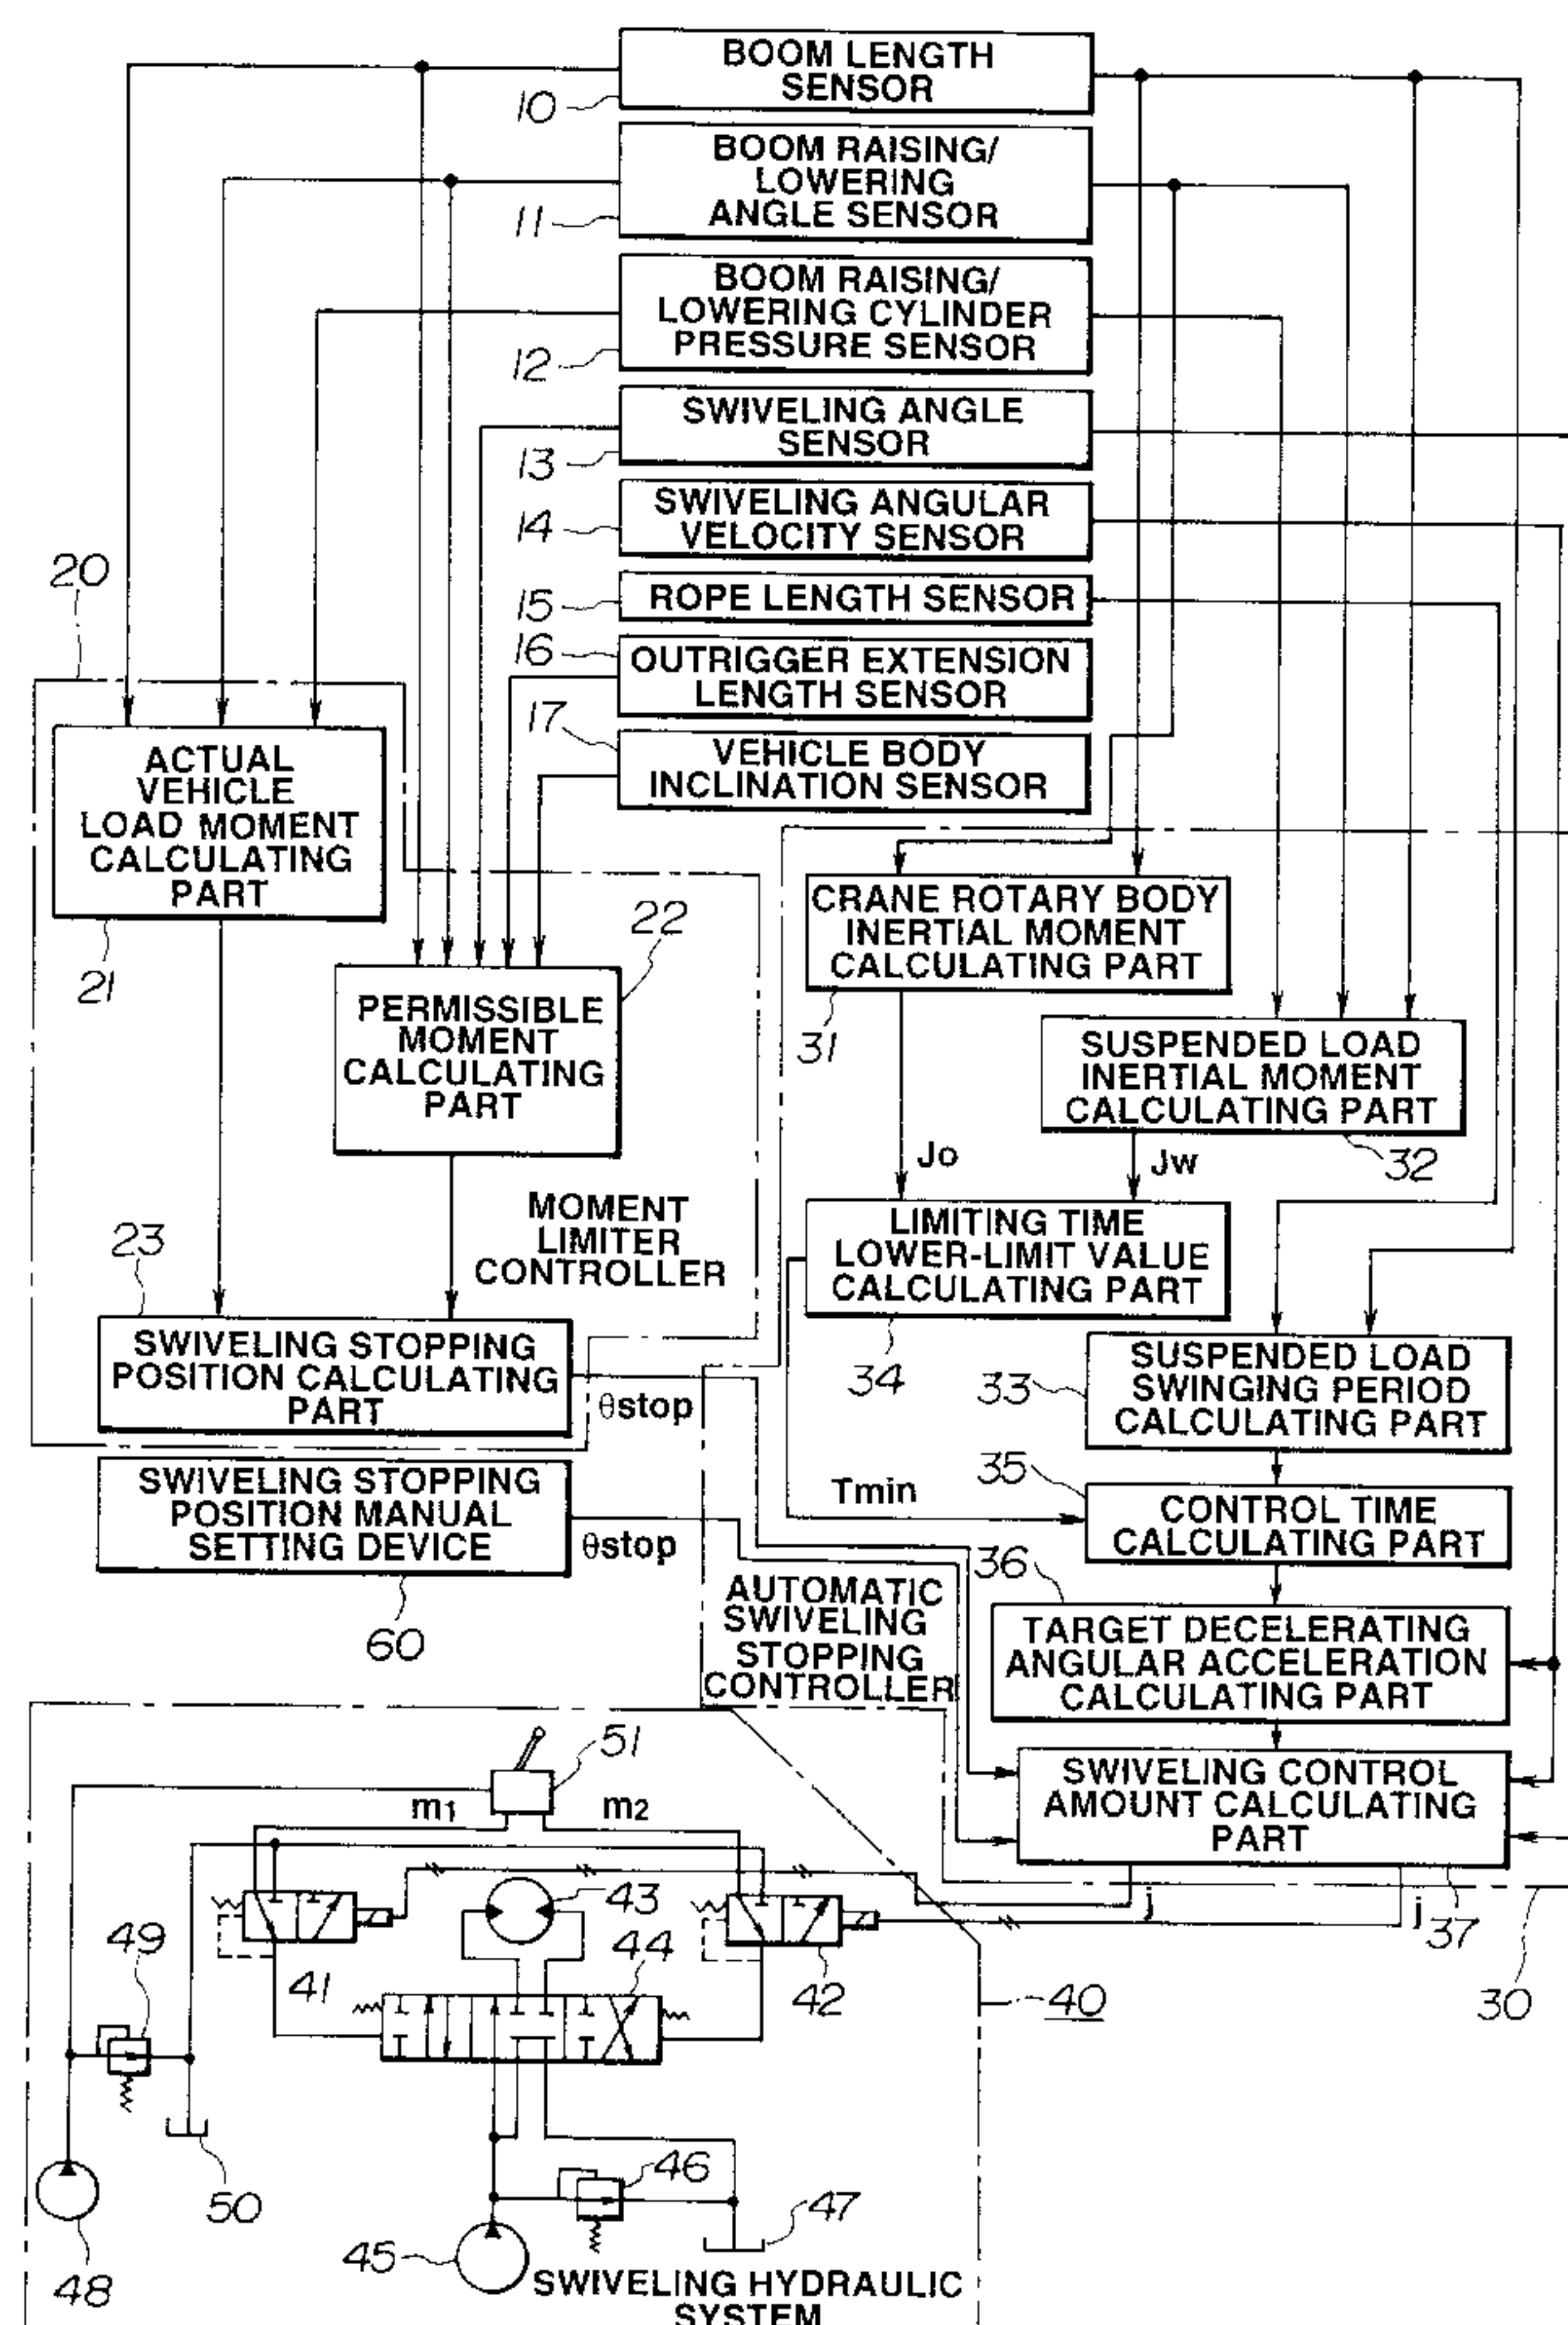 BOOM LENGTH
SENSOR
10
BOOM RAISING/
LOWERING
ANGLE SENSOR
11
BOOM RAISING/
LOWERING CYLINDER
PRESSURE SENSOR
12
SWIVELING ANGLE
SENSOR
13
SWIVELING ANGULAR
VELOCITY SENSOR
14
ROPE LENGTH SENSOR
15
16
OUTRIGGER EXTENSION
LENGTH SENSOR
17
VEHICLE BODY
INCLINATION SENSOR
20
ACTUAL
VEHICLE
LOAD MOMENT
CALCULATING
PART
21
22
PERMISSIBLE
MOMENT
CALCULATING
PART
CRANE ROTARY BODY
INERTIAL MOMENT
CALCULATING PART
31
SUSPENDED LOAD
INERTIAL MOMENT
CALCULATING PART
32
Jo
Jw
MOMENT
LIMITER
CONTROLLER
LIMITING TIME
LOWER-LIMIT VALUE
CALCULATING PART
34
23
SWIVELING STOPPING
POSITION CALCULATING
PART
θstop
33
SUSPENDED LOAD
SWINGING PERIOD
CALCULATING PART
SWIVELING STOPPING
POSITION MANUAL
SETTING DEVICE
θstop
60
Tmin
35
CONTROL TIME
CALCULATING PART
36
AUTOMATIC
SWIVELING
STOPPING
CONTROLLER
TARGET DECELERATING
ANGULAR ACCELERATION
CALCULATING PART
SWIVELING CONTROL
AMOUNT CALCULATING
PART
j
j
37
30
51
m1
m2
43
49
41
44
42
40
50
46
47
48
45
SWIVELING HYDRAULIC
SYSTEM